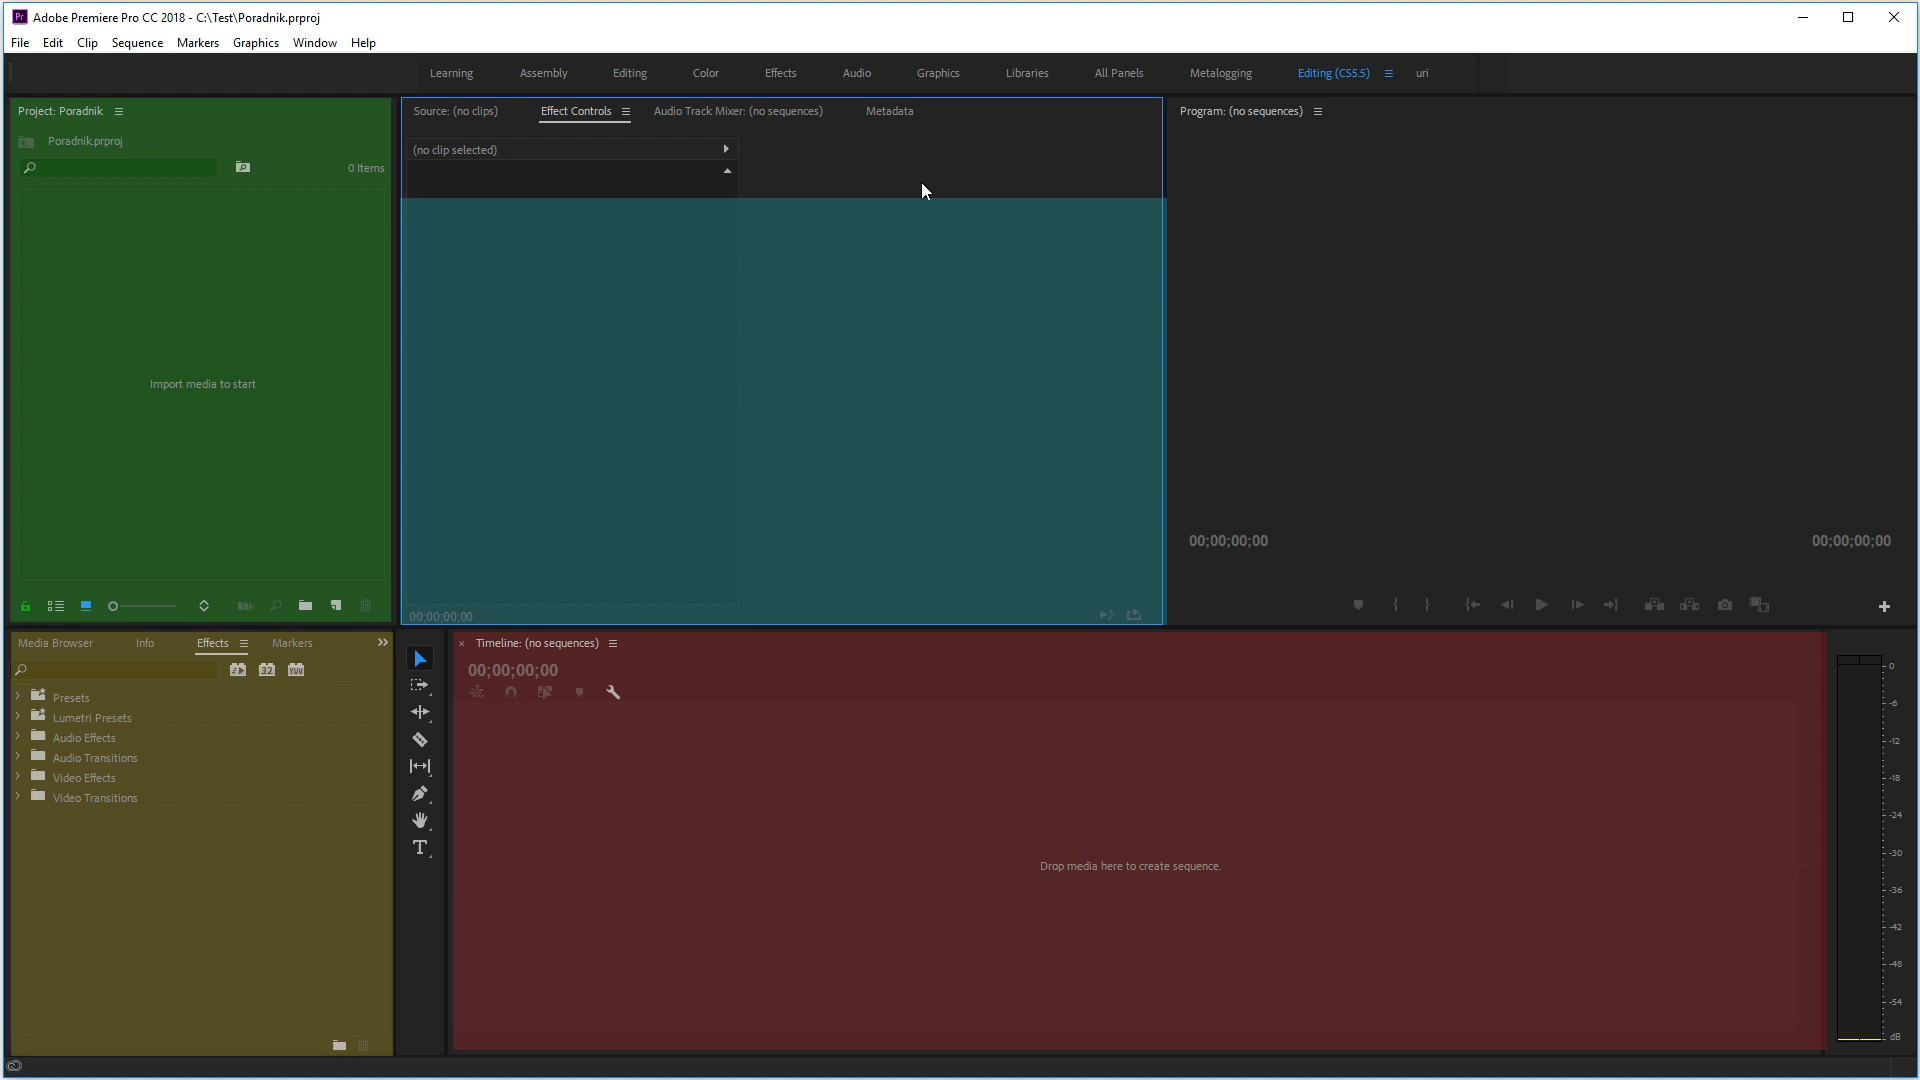 Pr Adobe Premiere Pro CC 2018 - C:\Test\Poradnik.prproj
File Edit Clip Sequence Markers Graphics Window Help
Learning Assembly Editing Color Effects Audio Graphics Libraries All Panels Metalogging Editing (CS5.5) uri
Project: Poradnik
Poradnik.prproj
0 Items
Import media to start
Source: (no clips) Effect Controls Audio Track Mixer: (no sequences) Metadata
(no clip selected)
00;00;00;00
Program: (no sequences)
00;00;00;00 00;00;00;00
Media Browser Info Effects Markers
32 YUV
Presets
Lumetri Presets
Audio Effects
Audio Transitions
Video Effects
Video Transitions
T
Timeline: (no sequences)
00;00;00;00
Drop media here to create sequence.
0
-6
-12
-18
-24
-30
-36
-42
-48
-54
dB